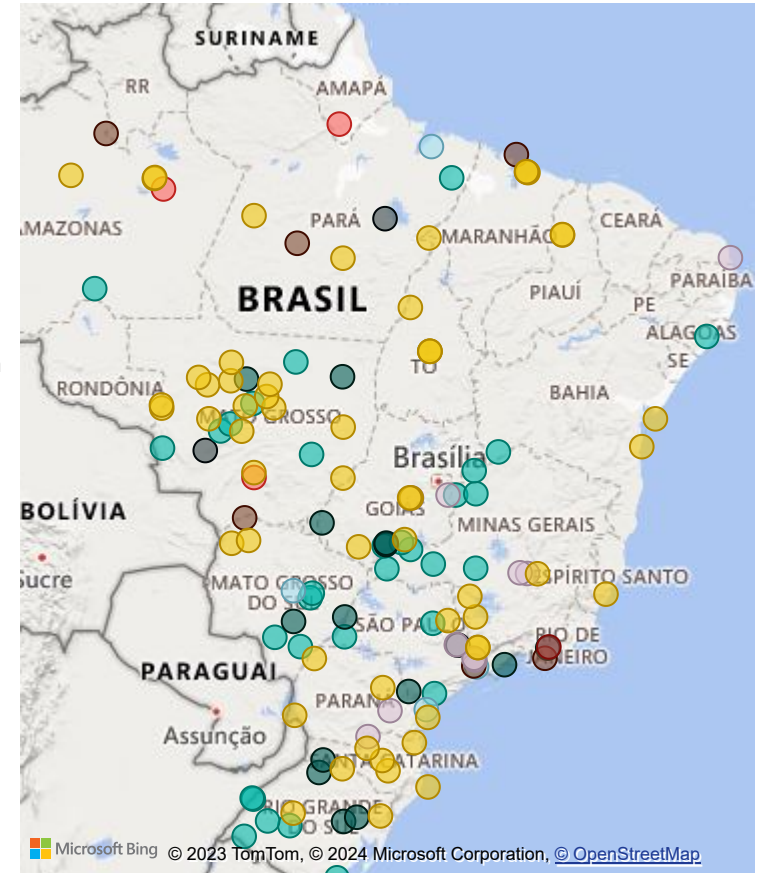 SURINAME
RR
AMAPÁ
AMAZONAS
PARÁ
MARANHÃO
CEARÁ
PARAÍBA
BRASIL
PIAUÍ
PE
ALAGOAS
SE
TO
RONDÔNIA
MATO GROSSO
BAHIA
Brasília
GOIÁS
BOLÍVIA
MINAS GERAIS
Sucre
MATO GROSSO
DO SUL
ESPÍRITO SANTO
SÃO PAULO
RIO DE
JANEIRO
PARAGUAI
PARANÁ
Assunção
SANTA CATARINA
RIO GRANDE
DO SUL
Microsoft Bing © 2023 TomTom, © 2024 Microsoft Corporation, © OpenStreetMap